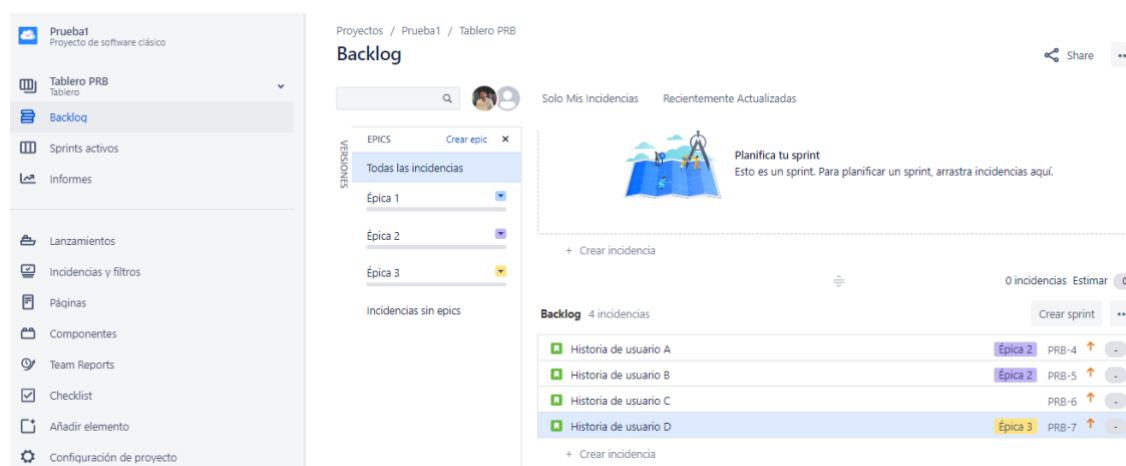 Prueba1
Proyecto de software clásico
Tablero PRB
Tablero
Backlog
Sprints activos
Informes
Lanzamientos
Incidencias y filtros
Páginas
Componentes
Team Reports
Checklist
Añadir elemento
Configuración de proyecto
Proyectos / Prueba1 / Tablero PRB
Backlog
Share
Solo Mis Incidencias Recientemente Actualizadas
VERSIONES
EPICS Crear epic
Todas las incidencias
Épica 1
Épica 2
Épica 3
Incidencias sin epics
Planifica tu sprint
Esto es un sprint. Para planificar un sprint, arrastra incidencias aquí.
+ Crear incidencia
0 incidencias Estimar 0
Backlog 4 incidencias Crear sprint
Historia de usuario A Épica 2 PRB-4 -
Historia de usuario B Épica 2 PRB-5 -
Historia de usuario C PRB-6 -
Historia de usuario D Épica 3 PRB-7 -
+ Crear incidencia